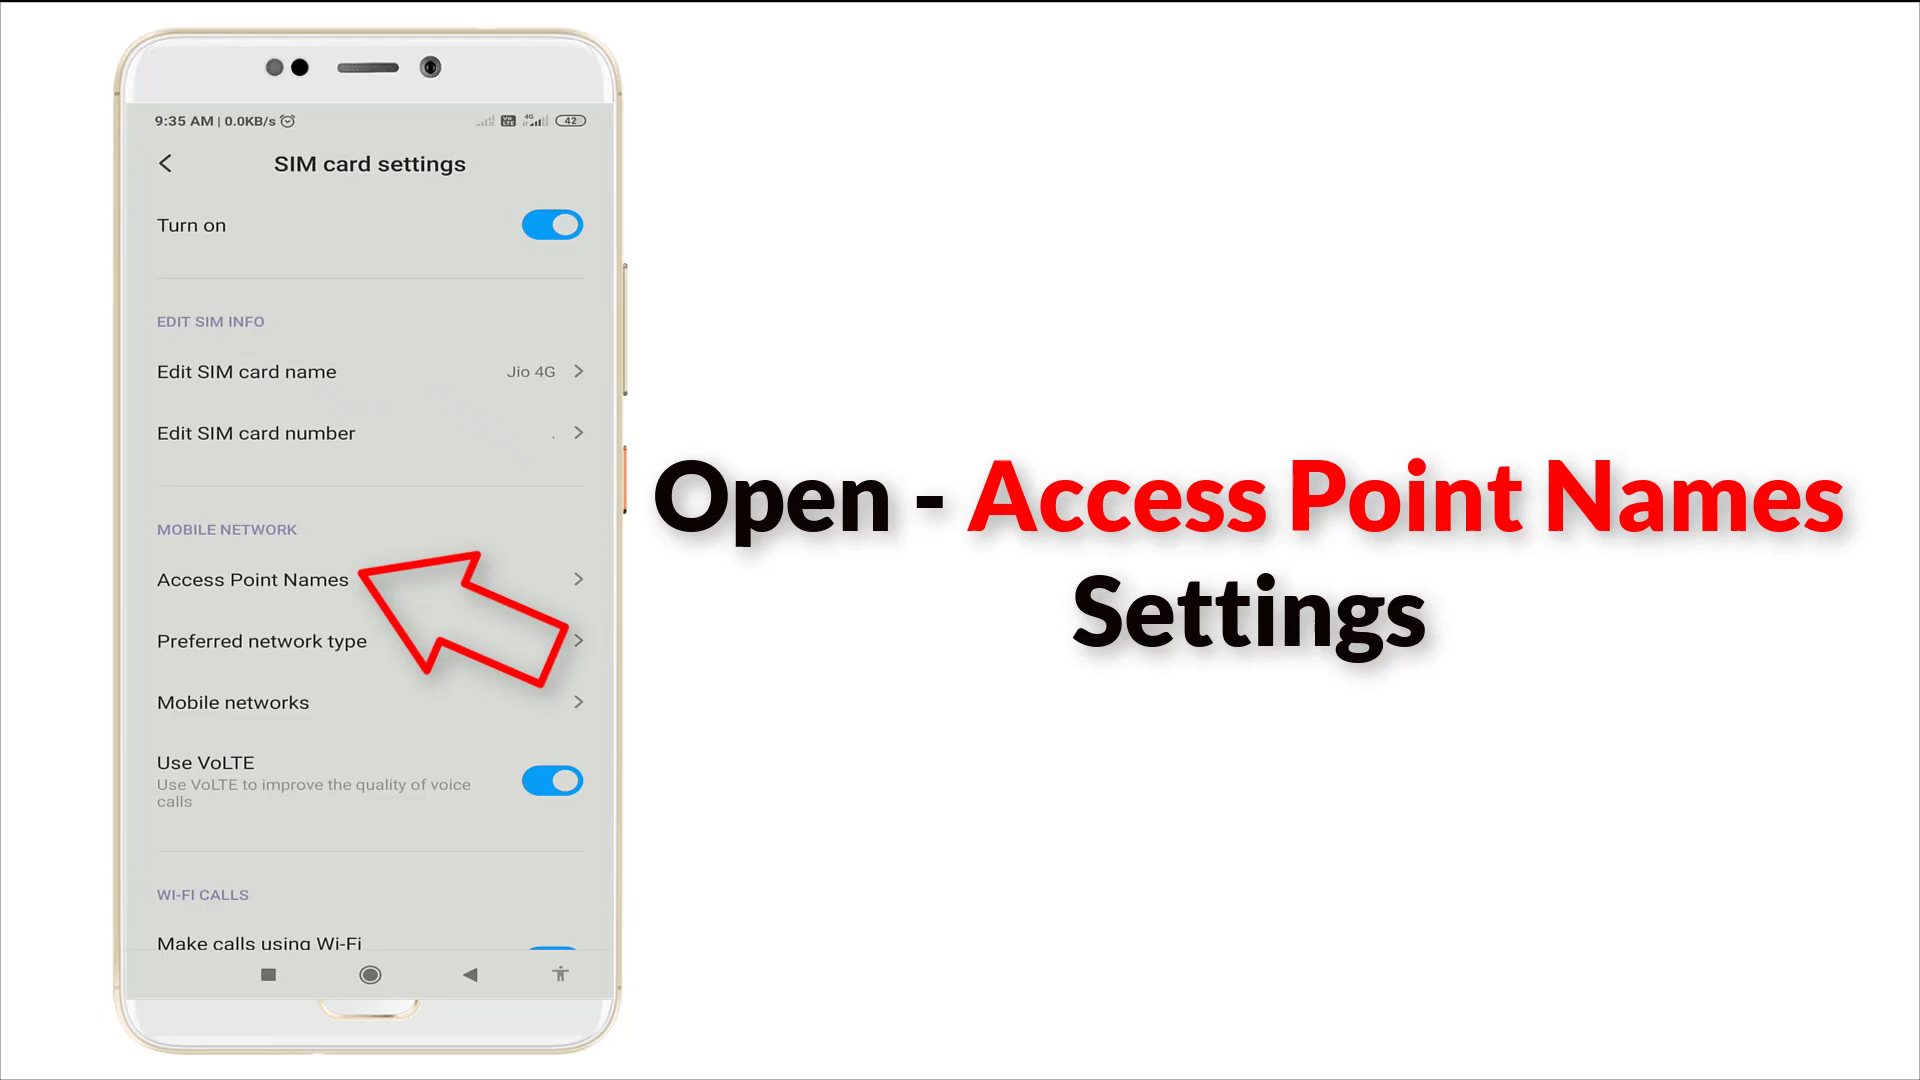 9:35 AM | 0.0KB/s
Vo LTE 4G 42
SIM card settings
Turn on
EDIT SIM INFO
Edit SIM card name Jio 4G
Edit SIM card number .
MOBILE NETWORK
Access Point Names
Preferred network type
Mobile networks
Use VoLTE
Use VoLTE to improve the quality of voice
calls
WI-FI CALLS
Make calls using Wi-Fi
Open - Access Point Names
Settings